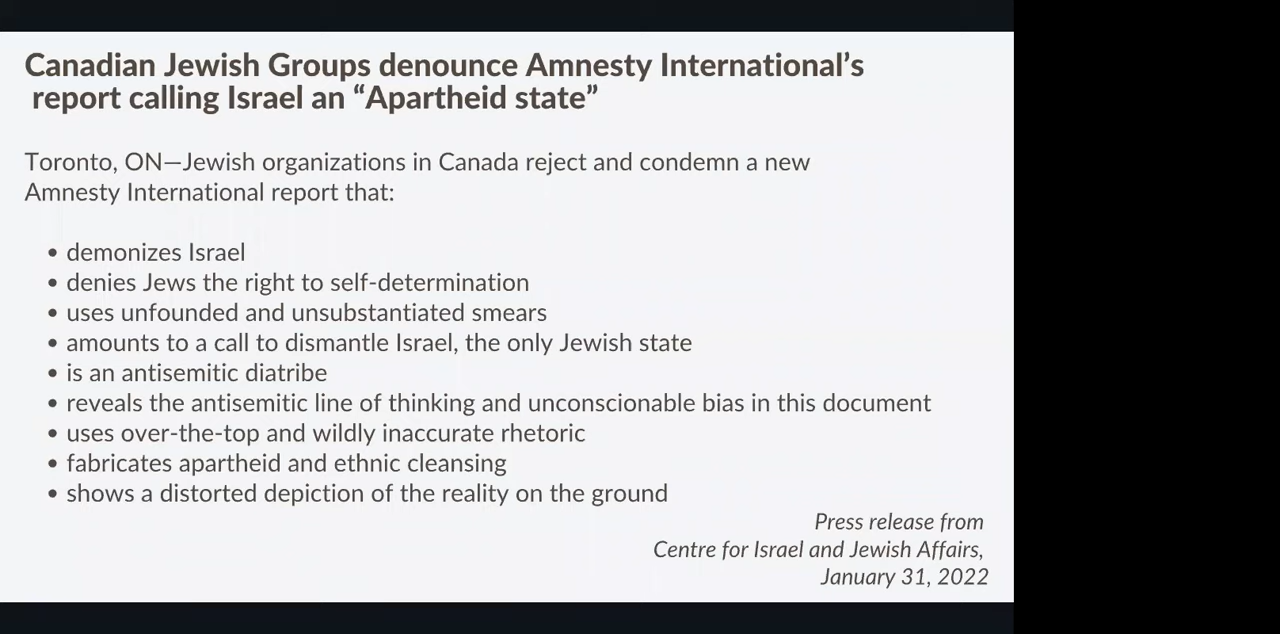 Canadian Jewish Groups denounce Amnesty International’s
report calling Israel an “Apartheid state”
Toronto, ON—Jewish organizations in Canada reject and condemn a new
Amnesty International report that:
• demonizes Israel
• denies Jews the right to self-determination
• uses unfounded and unsubstantiated smears
• amounts to a call to dismantle Israel, the only Jewish state
• is an antisemitic diatribe
• reveals the antisemitic line of thinking and unconscionable bias in this document
• uses over-the-top and wildly inaccurate rhetoric
• fabricates apartheid and ethnic cleansing
• shows a distorted depiction of the reality on the ground
Press release from
Centre for Israel and Jewish Affairs,
January 31, 2022